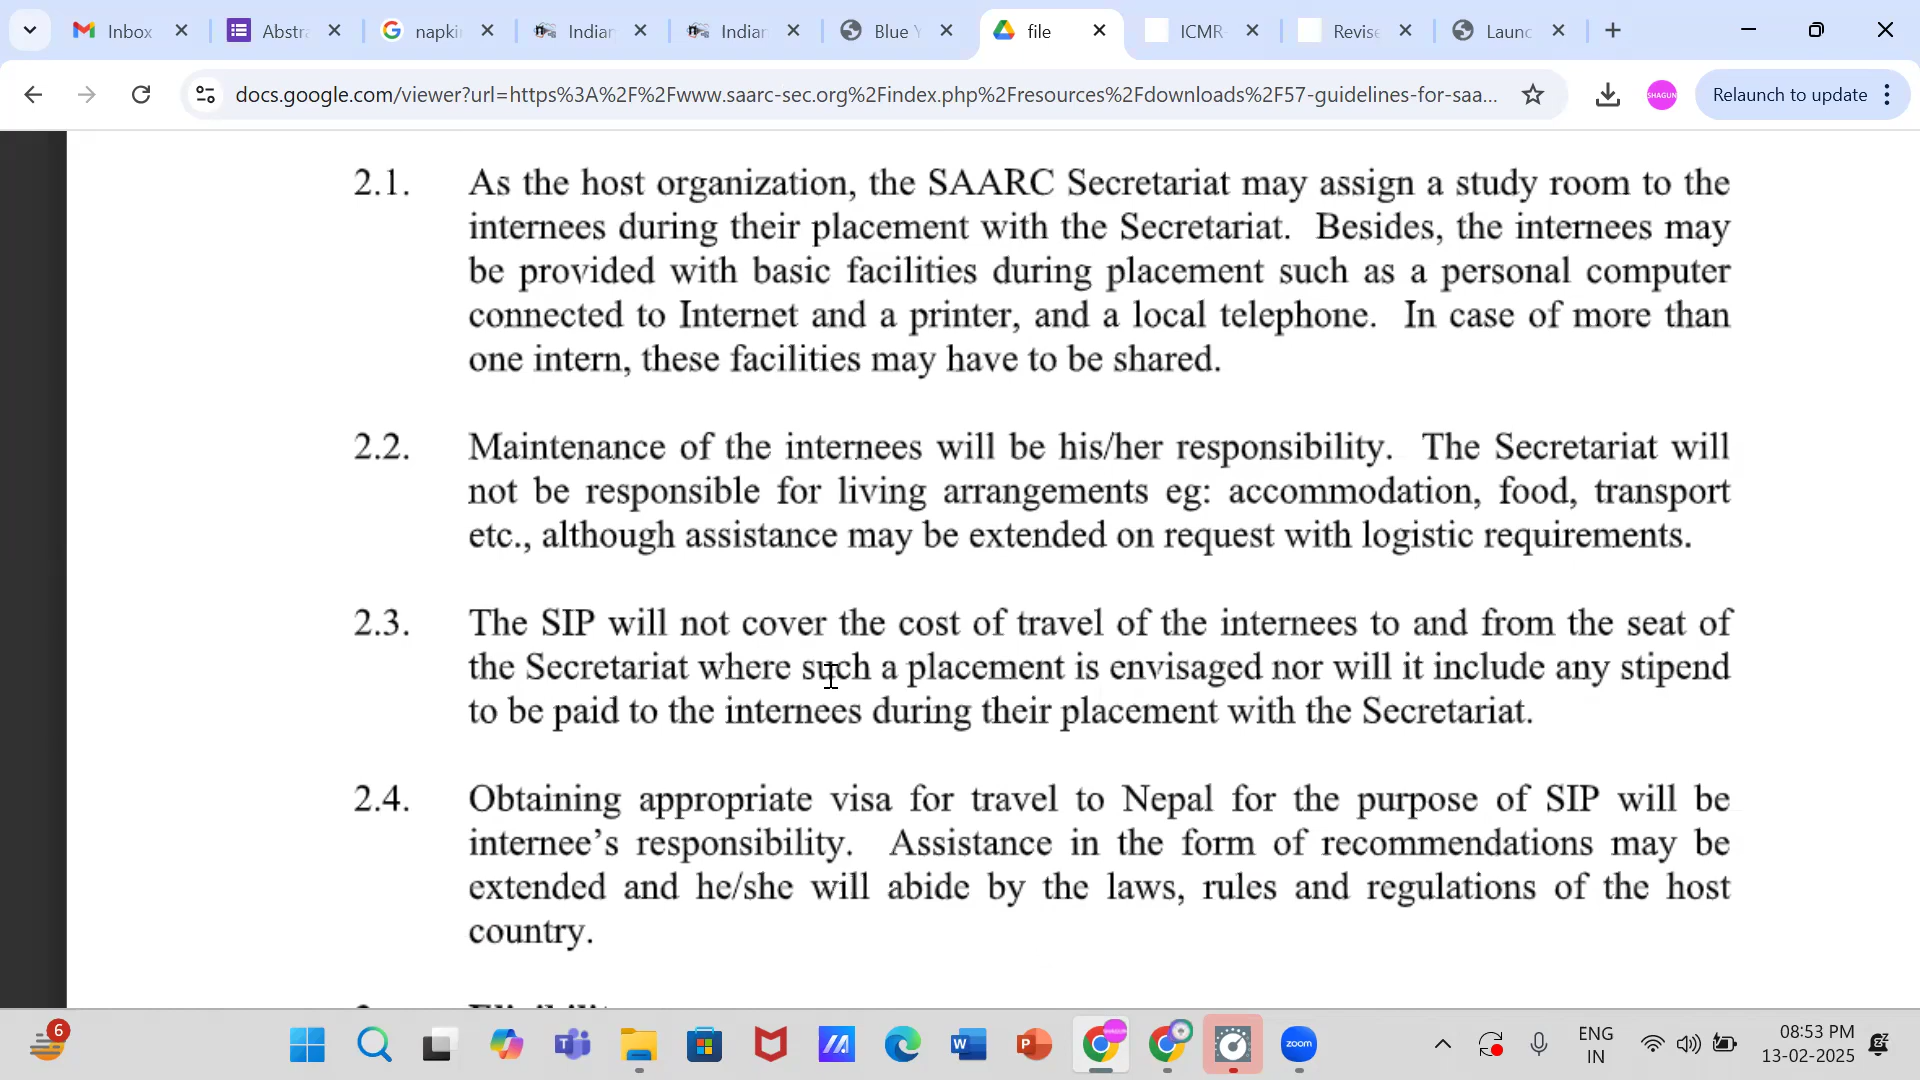 Inbox
Abstra
napki
Indian
Indian
Blue Y
file
ICMR-
Revise
Launc
docs.google.com/viewer?url=https%3A%2F%2Fwww.saarc-sec.org%2Findex.php%2Fresources%2Fdownloads%2F57-guidelines-for-saa...
SHAGUN
Relaunch to update
2.1. As the host organization, the SAARC Secretariat may assign a study room to the
internees during their placement with the Secretariat. Besides, the internees may
be provided with basic facilities during placement such as a personal computer
connected to Internet and a printer, and a local telephone. In case of more than
one intern, these facilities may have to be shared.
2.2. Maintenance of the internees will be his/her responsibility. The Secretariat will
not be responsible for living arrangements eg: accommodation, food, transport
etc., although assistance may be extended on request with logistic requirements.
2.3. The SIP will not cover the cost of travel of the internees to and from the seat of
the Secretariat where such a placement is envisaged nor will it include any stipend
to be paid to the internees during their placement with the Secretariat.
2.4. Obtaining appropriate visa for travel to Nepal for the purpose of SIP will be
internee's responsibility. Assistance in the form of recommendations may be
extended and he/she will abide by the laws, rules and regulations of the host
country.
6
zoom
ENG
IN
08:53 PM
13-02-2025